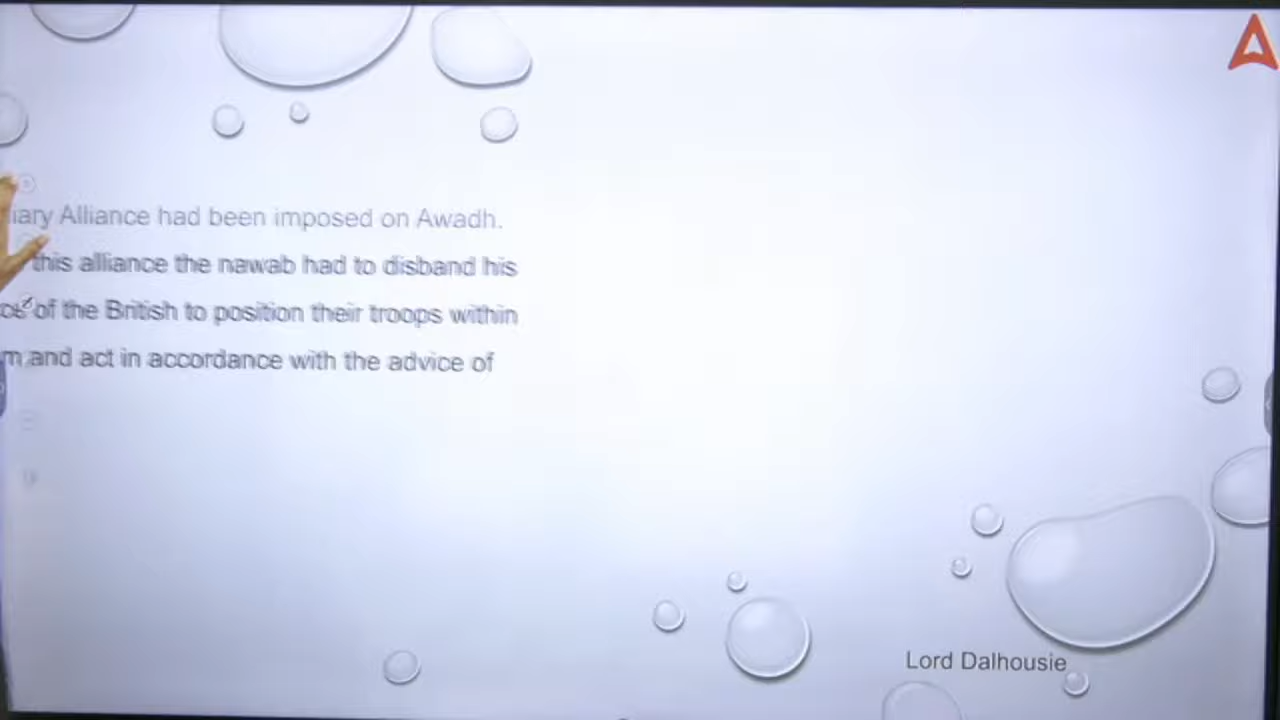 iary Alliance had been imposed on Awadh.
this alliance the nawab had to disband his
of the British to position their troops within
m and act in accordance with the advice of
Lord Dalhousie